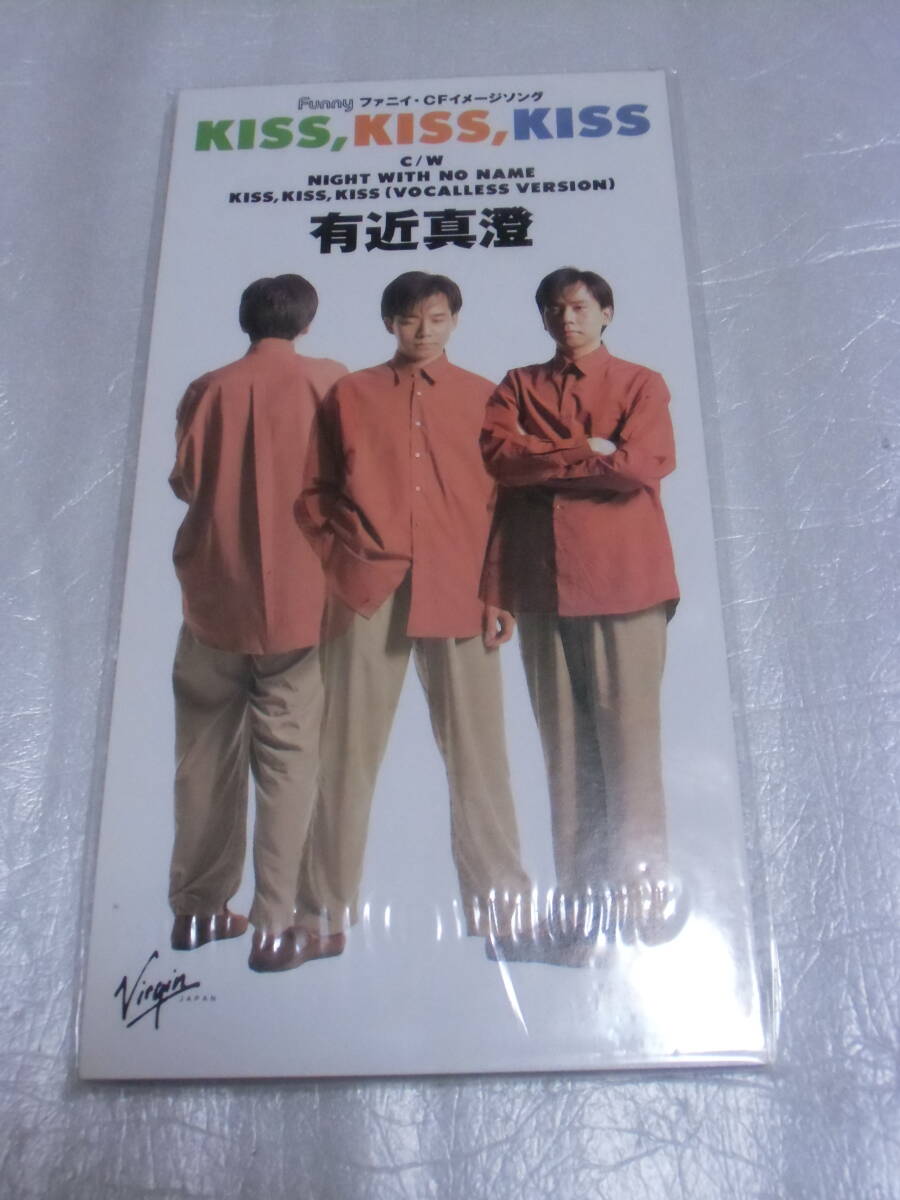 Funny ファニイ・CFイメージソング
KISS, KISS, KISS
C/W
NIGHT WITH NO NAME
KISS, KISS, KISS (VOCALLESS VERSION)
有近真澄
Virgin JAPAN